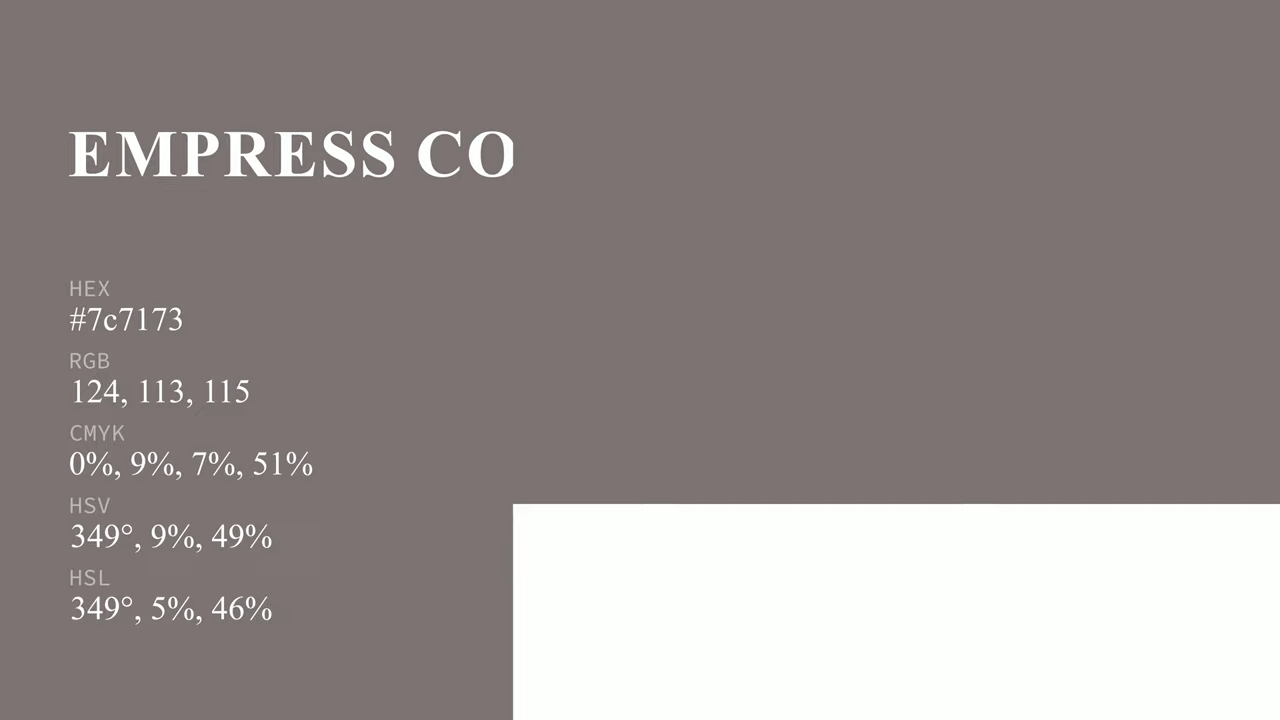 EMPRESS CO
HEX
#7c7173
RGB
124, 113, 115
CMYK
0%, 9%, 7%, 51%
HSV
349°, 9%, 49%
HSL
349°, 5%, 46%